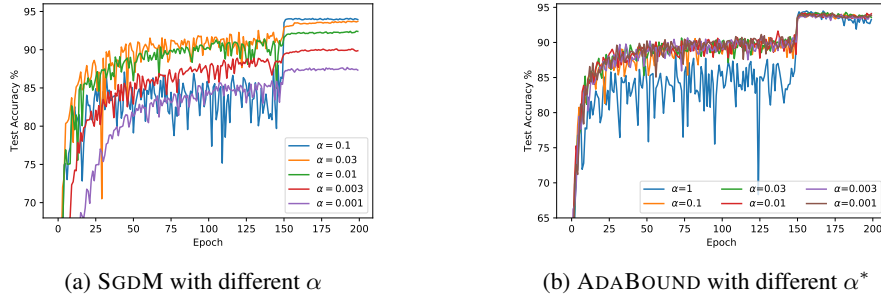 95
90
85
80
75
70
Test Accuracy %
0 25 50 75 100 125 150 175 200
Epoch
α = 0.1
α = 0.03
α = 0.01
α = 0.003
α = 0.001
(a) SGDM with different α
95
90
85
80
75
70
65
Test Accuracy %
0 25 50 75 100 125 150 175 200
Epoch
α=1 α=0.03 α=0.003
α=0.1 α=0.01 α=0.001
(b) ADABOUND with different α*